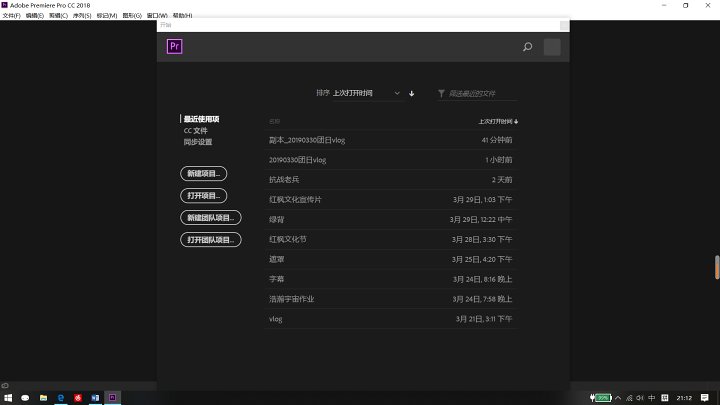 Adobe Premiere Pro CC 2018
文件(F) 编辑(E) 剪辑(C) 序列(S) 标记(M) 图形(G) 窗口(W) 帮助(H)
开始
Pr
排序 上次打开时间
筛选最近的文件
最近使用项
CC 文件
同步设置
新建项目...
打开项目...
新建团队项目...
打开团队项目...
名称 上次打开时间
副本_20190330团日vlog 41 分钟前
20190330团日vlog 1 小时前
抗战老兵 2 天前
红枫文化宣传片 3月 29日, 1:03 下午
绿背 3月 29日, 12:22 中午
红枫文化节 3月 28日, 3:30 下午
遮罩 3月 25日, 4:20 下午
字幕 3月 24日, 8:16 晚上
浩瀚宇宙作业 3月 24日, 7:58 晚上
vlog 3月 21日, 3:11 下午
中 21:12